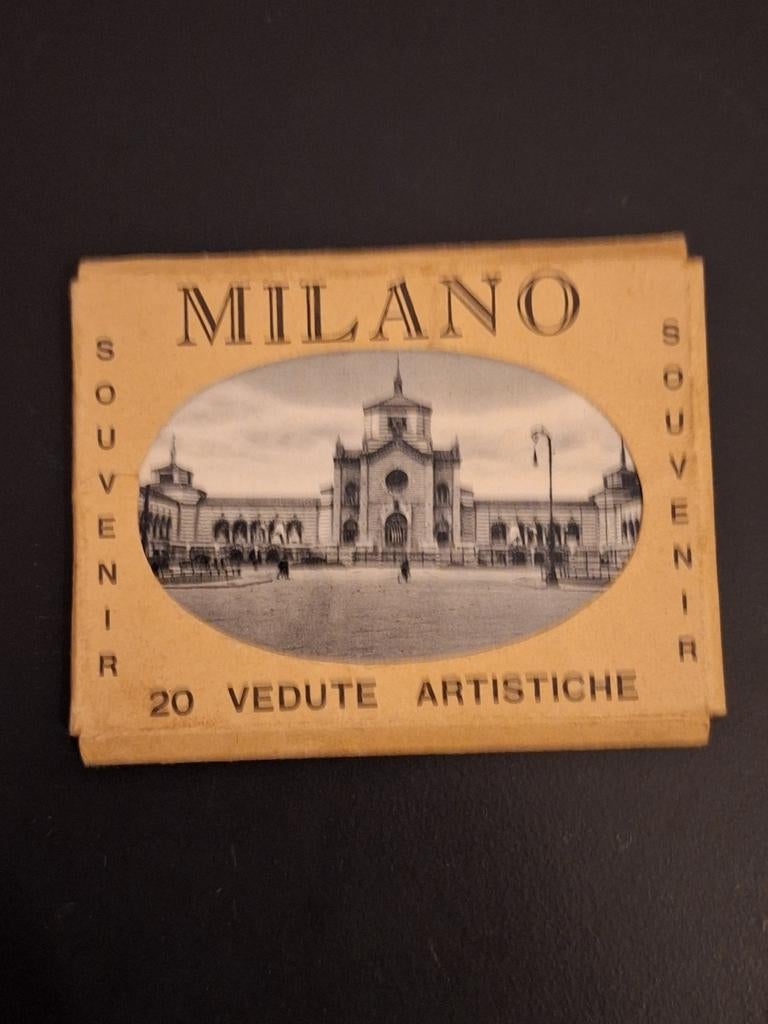 MILANO
SOUVENIR
SOUVENIR
20 VEDUTE ARTISTICHE